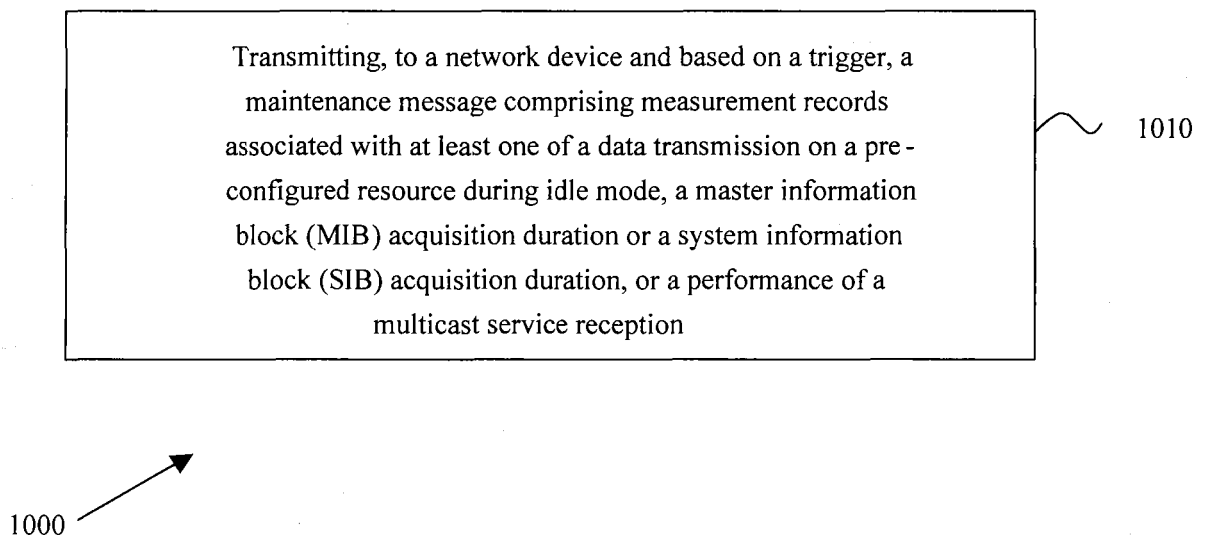 Transmitting, to a network device and based on a trigger, a
maintenance message comprising measurement records
associated with at least one of a data transmission on a pre -
configured resource during idle mode, a master information
block (MIB) acquisition duration or a system information
block (SIB) acquisition duration, or a performance of a
multicast service reception
1010
1000